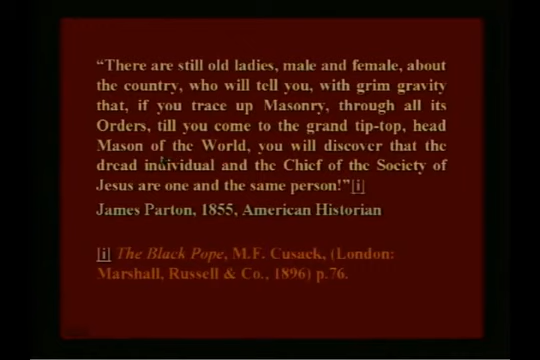 “There are still old ladies, male and female, about
the country, who will tell you, with grim gravity
that, if you trace up Masonry, through all its
Orders, till you come to the grand tip-top, head
Mason of the World, you will discover that the
dread individual and the Chief of the Society of
Jesus are one and the same person!”[i]
James Parton, 1855, American Historian
[i] The Black Pope, M.F. Cusack, (London:
Marshall, Russell & Co., 1896) p.76.